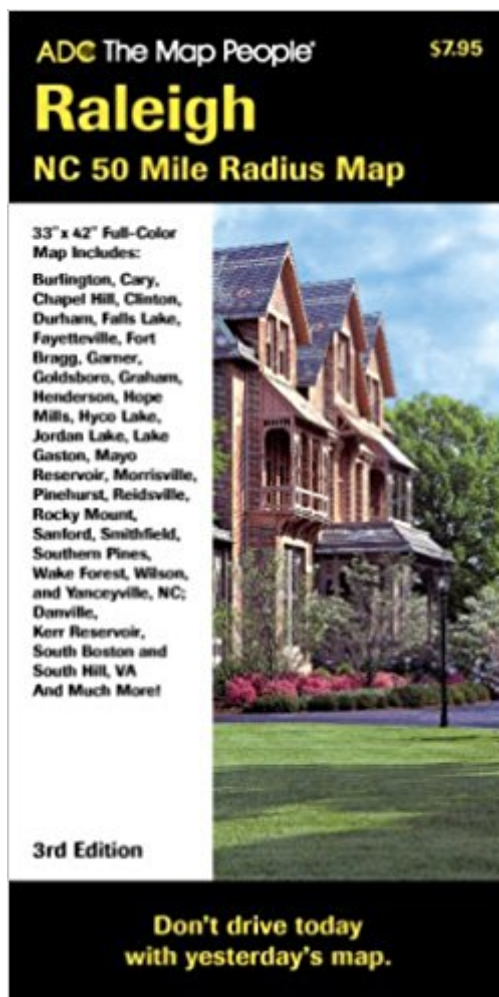 ADC The Map People®
$7.95
Raleigh
NC 50 Mile Radius Map
33" x 42" Full-Color
Map Includes:
Burlington, Cary,
Chapel Hill, Clinton,
Durham, Falls Lake,
Fayetteville, Fort
Bragg, Garner,
Goldsboro, Graham,
Henderson, Hope
Mills, Hyco Lake,
Jordan Lake, Lake
Gaston, Mayo
Reservoir, Morrisville,
Pinehurst, Reidsville,
Rocky Mount,
Sanford, Smithfield,
Southern Pines,
Wake Forest, Wilson,
and Yanceyville, NC;
Danville,
Kerr Reservoir,
South Boston and
South Hill, VA
And Much More!
3rd Edition
Don't drive today
with yesterday's map.